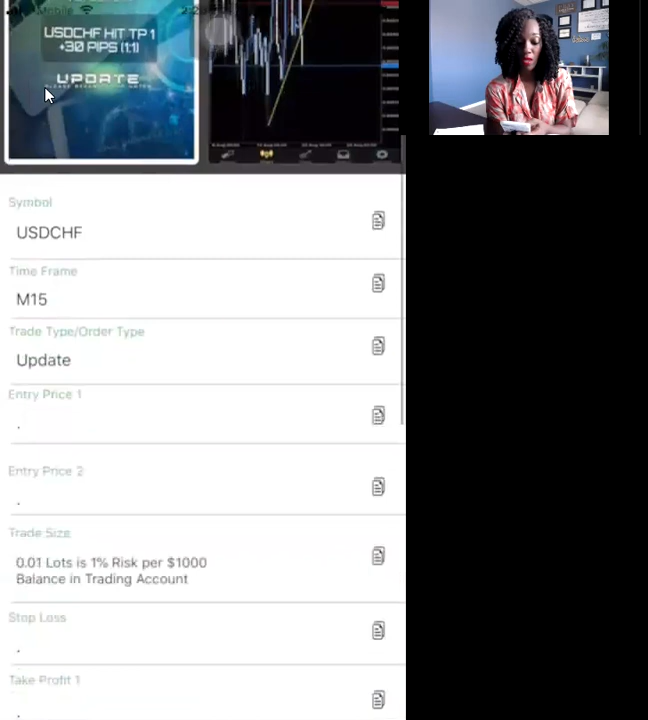 Mobile
USDCHF HIT TP 1
+30 PIPS (1:1)
UPDATE
Symbol
USDCHF
Time Frame
M15
Trade Type/Order Type
Update
Entry Price 1
.
Entry Price 2
.
Trade Size
0.01 Lots is 1% Risk per $1000
Balance in Trading Account
Stop Loss
.
Take Profit 1
.